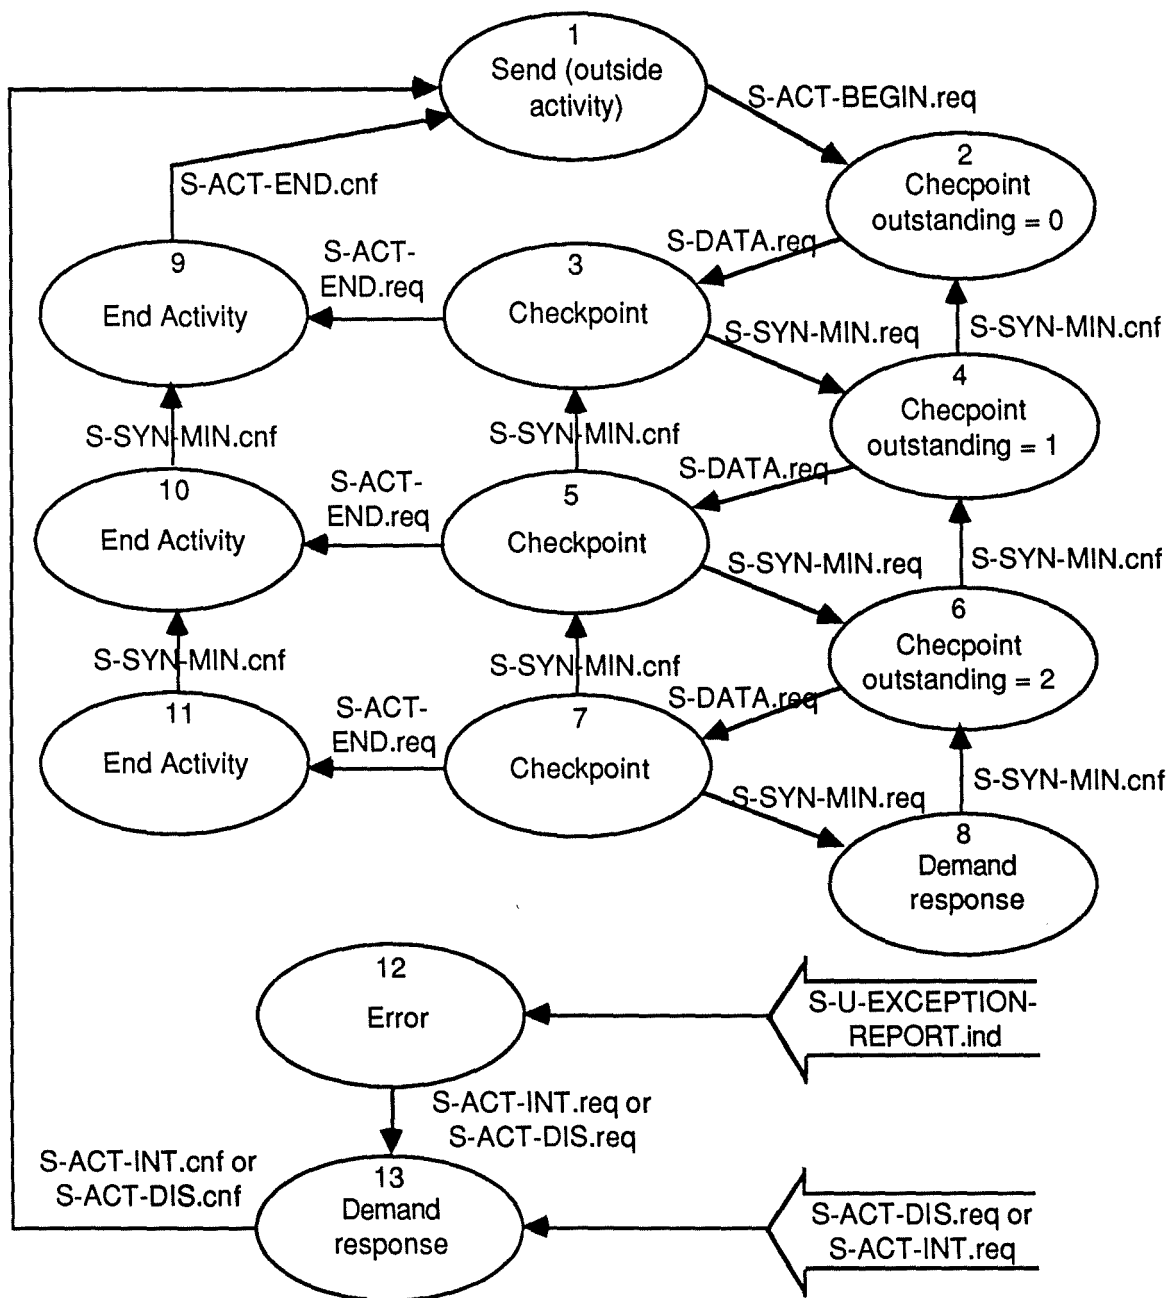 1
Send (outside
activity)
S-ACT-BEGIN.req
2
Checpoint
outstanding = 0
S-ACT-END.cnf
S-DATA.req
9
End Activity
S-ACT-
END.req
3
Checkpoint
S-SYN-MIN.req
S-SYN-MIN.cnf
4
Checpoint
outstanding = 1
S-SYN-MIN.cnf
S-SYN-MIN.cnf
S-DATA.req
10
End Activity
S-ACT-
END.req
5
Checkpoint
S-SYN-MIN.req
S-SYN-MIN.cnf
6
Checpoint
outstanding = 2
S-SYN-MIN.cnf
S-SYN-MIN.cnf
S-DATA.req
11
End Activity
S-ACT-
END.req
7
Checkpoint
S-SYN-MIN.req
S-SYN-MIN.cnf
8
Demand
response
12
Error
S-U-EXCEPTION-
REPORT.ind
S-ACT-INT.req or
S-ACT-DIS.req
S-ACT-INT.cnf or
S-ACT-DIS.cnf
13
Demand
response
S-ACT-DIS.req or
S-ACT-INT.req